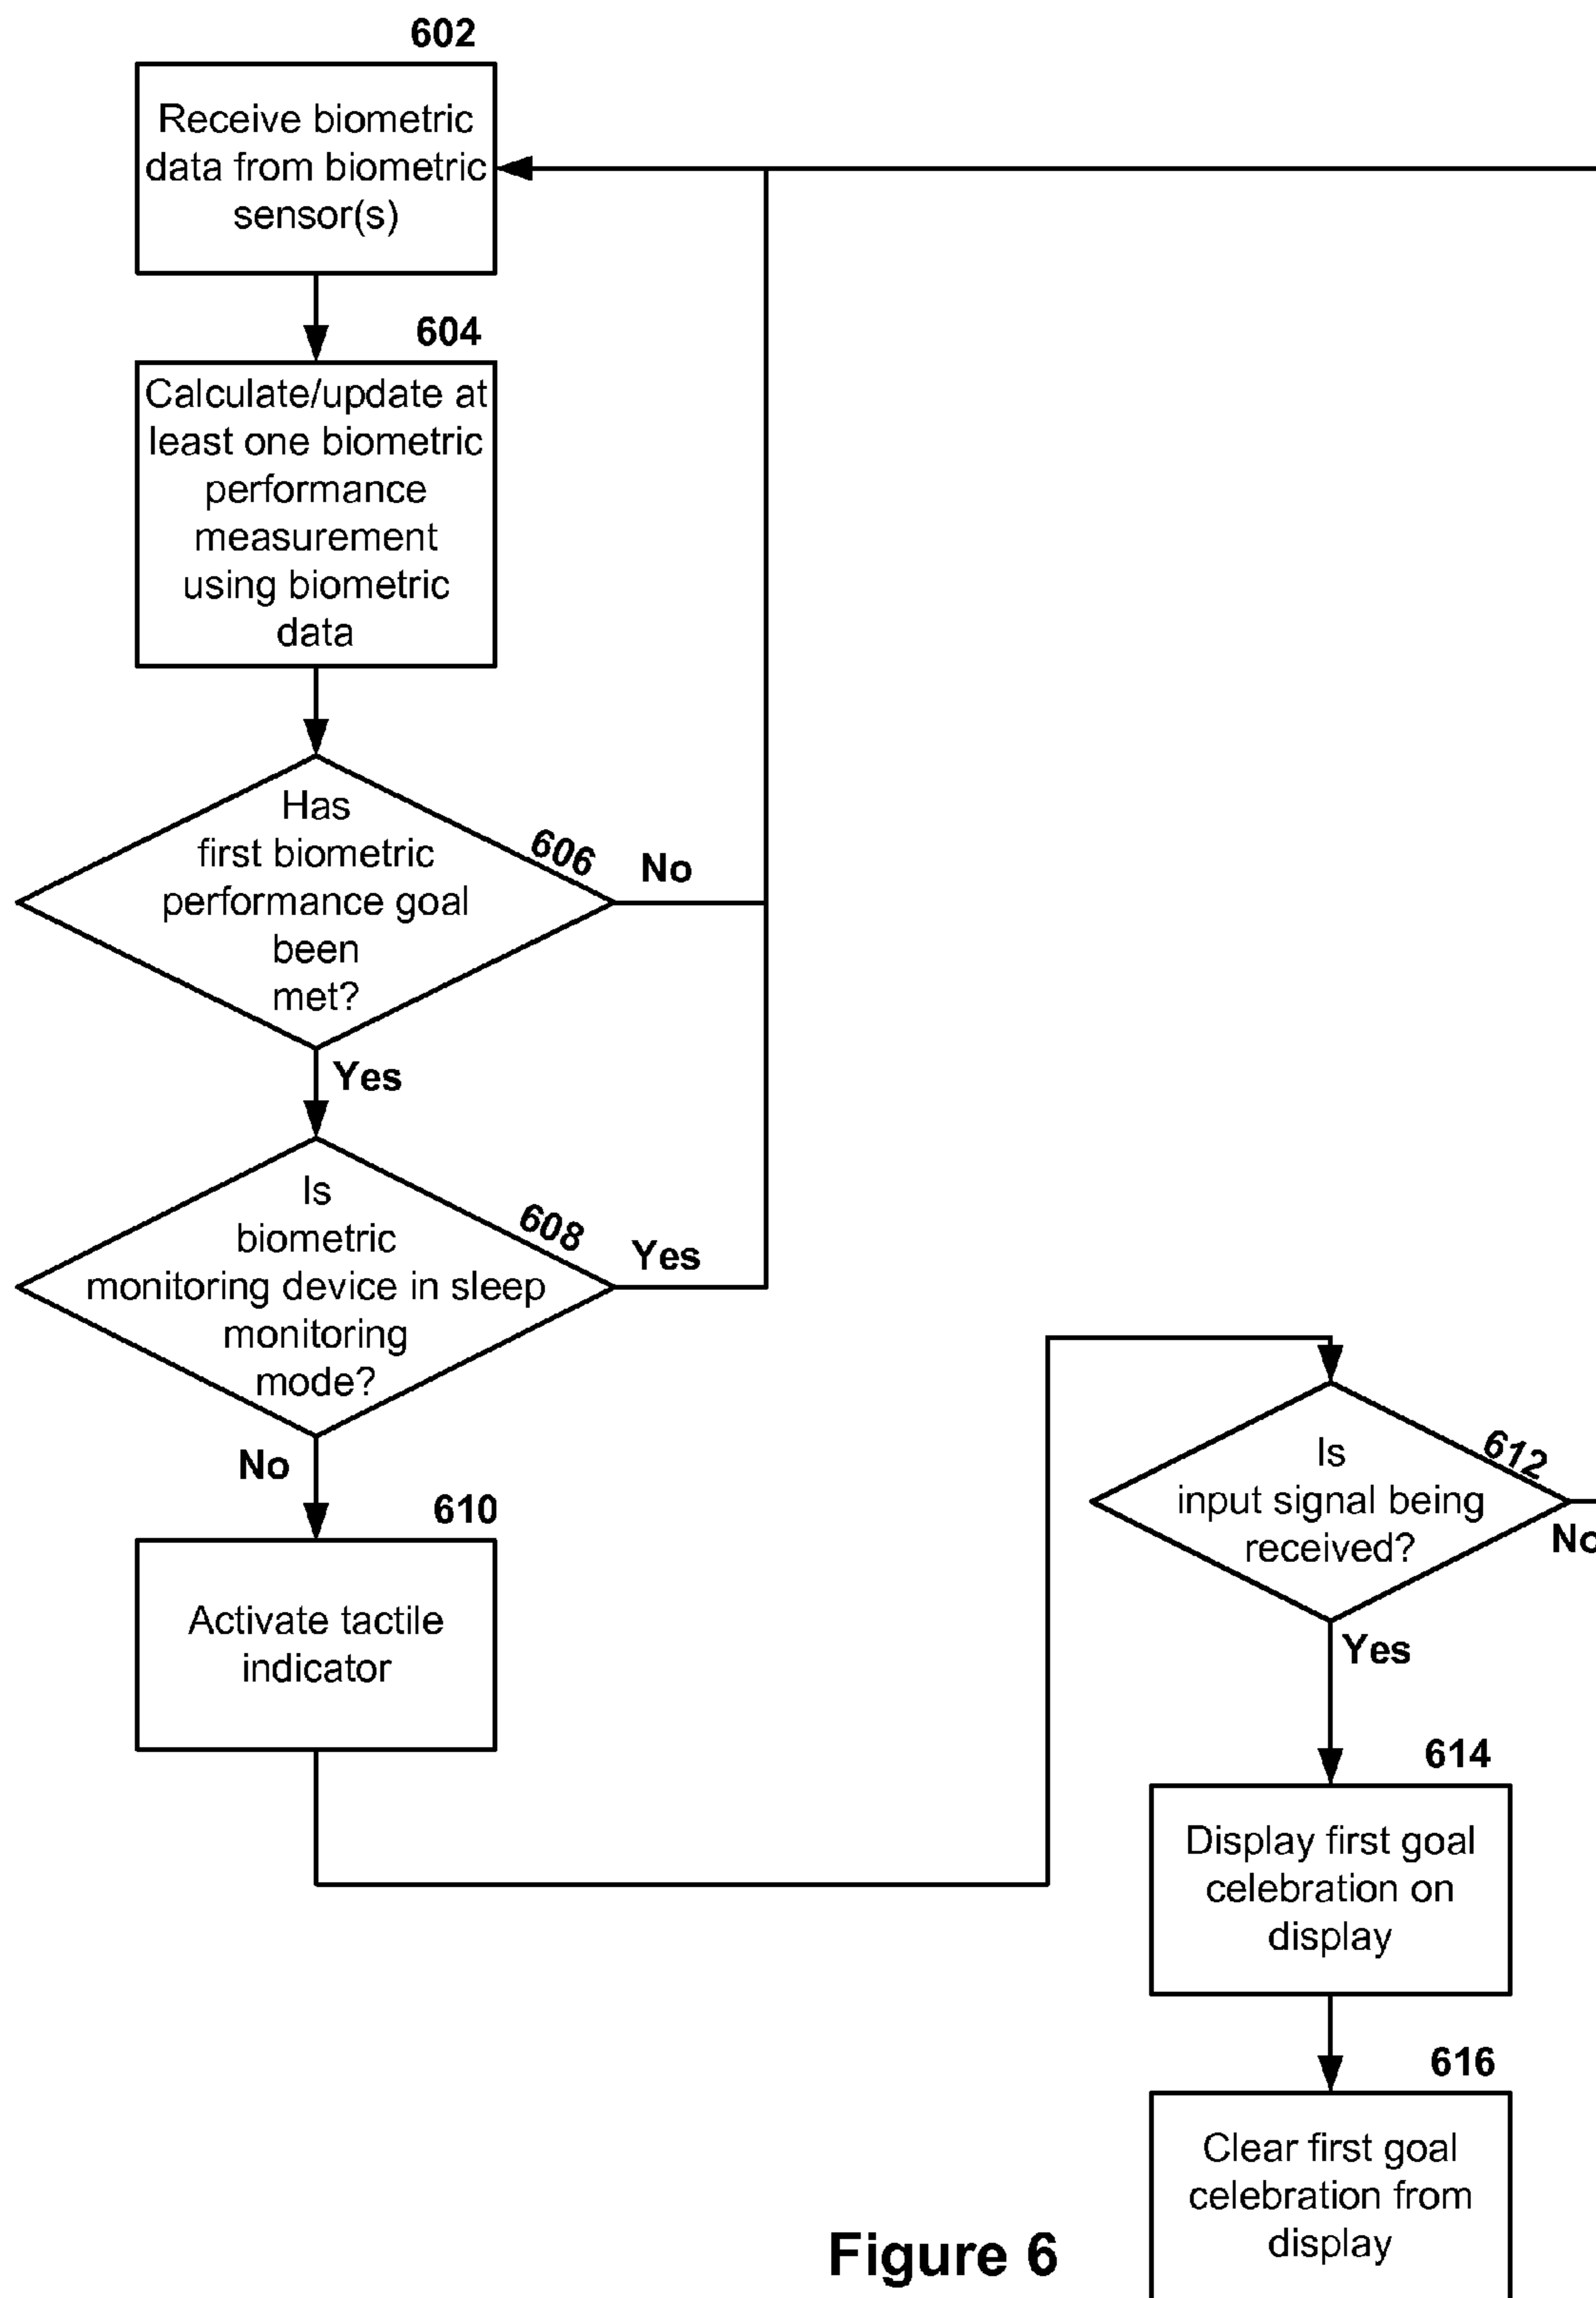 602
Receive biometric
data from biometric
sensor(s)
604
Calculate/update at
least one biometric
performance
measurement
using biometric
data
Has
first biometric
performance goal
been
met?
606
No
Yes
Is
biometric
monitoring device in sleep
monitoring
mode?
608
Yes
No
610
Activate tactile
indicator
Is
input signal being
received?
612
No
Yes
614
Display first goal
celebration on
display
616
Clear first goal
celebration from
display
Figure 6